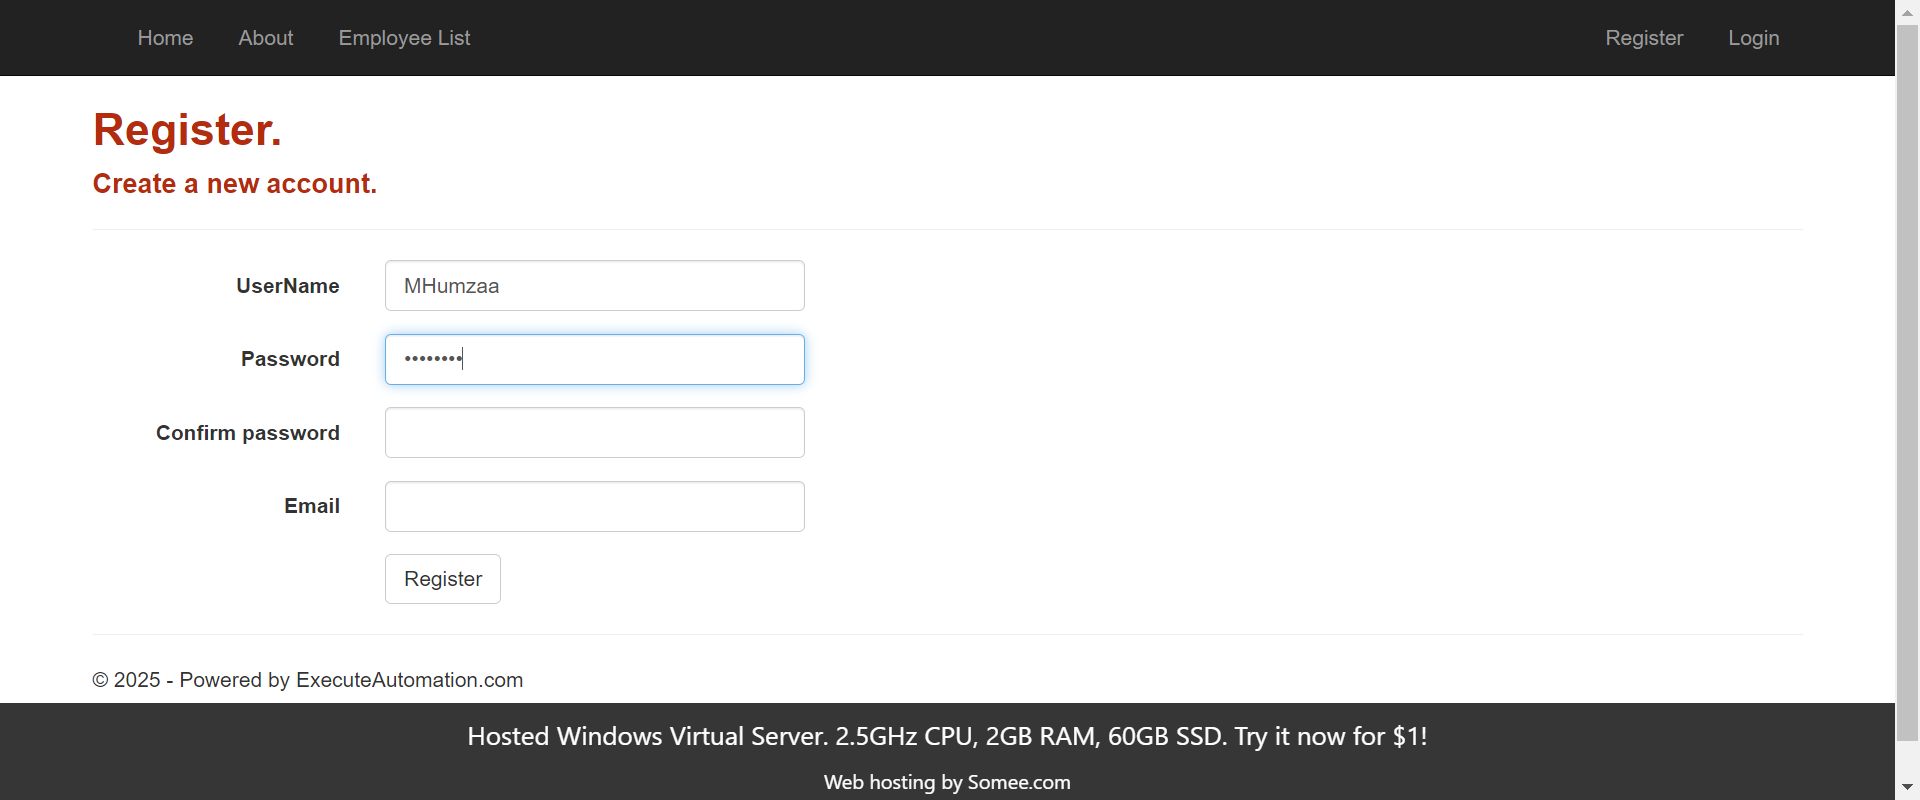 Home About Employee List Register Login
Register.
Create a new account.
UserName MHumzaa
Password ••••••••
Confirm password
Email
Register
© 2025 - Powered by ExecuteAutomation.com
Hosted Windows Virtual Server. 2.5GHz CPU, 2GB RAM, 60GB SSD. Try it now for $1!
Web hosting by Somee.com